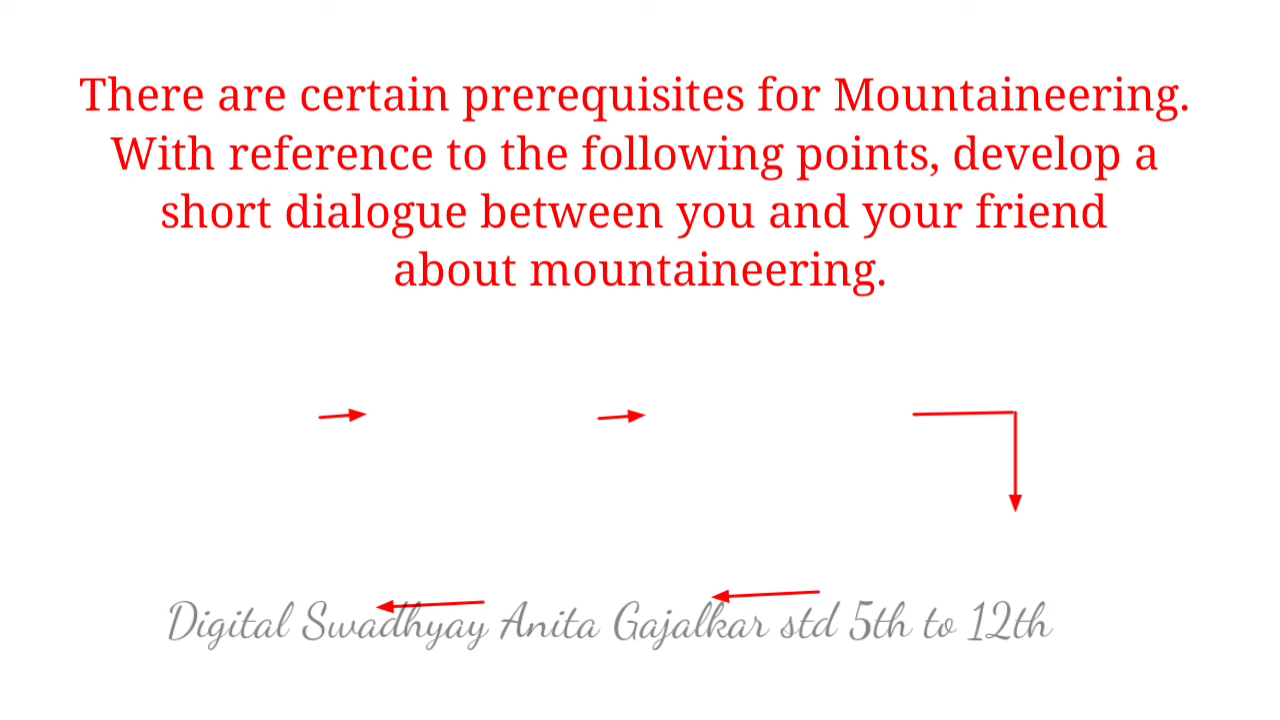 There are certain prerequisites for Mountaineering.
With reference to the following points, develop a
short dialogue between you and your friend
about mountaineering.
Digital Swadhyay Anita Gajalkar std 5th to 12th